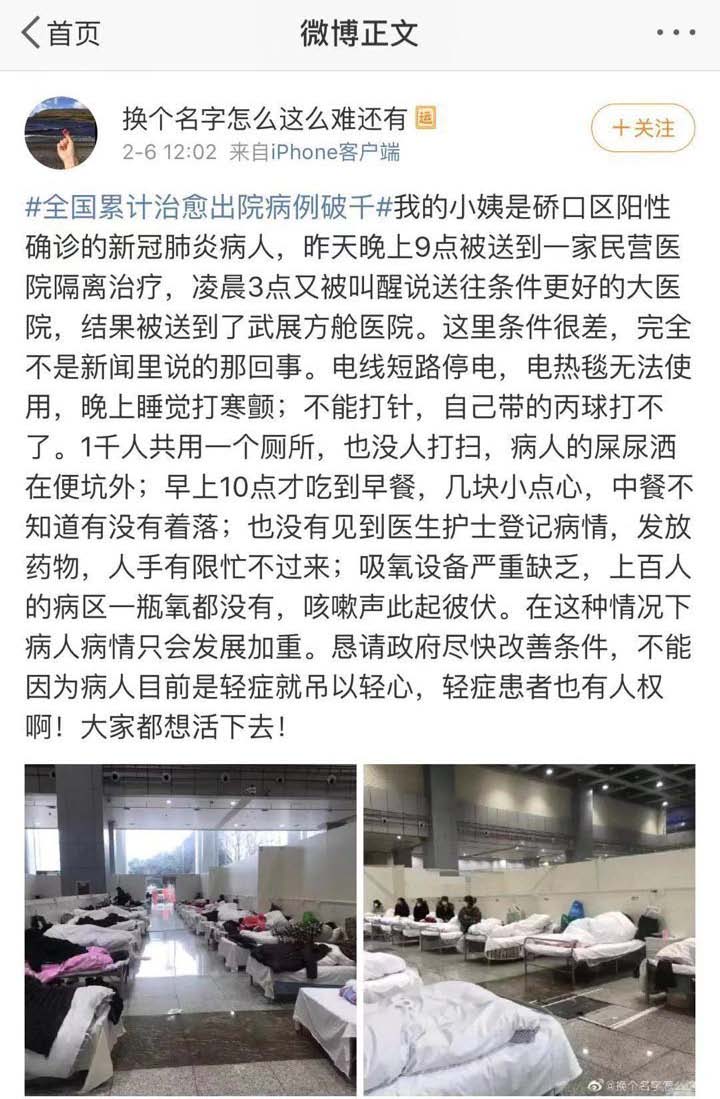 首页
微博正文
换个名字怎么这么难还有 运
+关注
2-6 12:02 来自iPhone客户端
#全国累计治愈出院病例破千#我的小姨是硚口区阳性
确诊的新冠肺炎病人，昨天晚上9点被送到一家民营医
院隔离治疗，凌晨3点又被叫醒说送往条件更好的大医
院，结果被送到了武展方舱医院。这里条件很差，完全
不是新闻里说的那回事。电线短路停电，电热毯无法使
用，晚上睡觉打寒颤；不能打针，自己带的丙球打不
了。1千人共用一个厕所，也没人打扫，病人的屎尿洒
在便坑外；早上10点才吃到早餐，几块小点心，中餐不
知道有没有着落；也没有见到医生护士登记病情，发放
药物，人手有限忙不过来；吸氧设备严重缺乏，上百人
的病区一瓶氧都没有，咳嗽声此起彼伏。在这种情况下
病人病情只会发展加重。恳请政府尽快改善条件，不能
因为病人目前是轻症就吊以轻心，轻症患者也有人权
啊！大家都想活下去！
@换个名字怎么